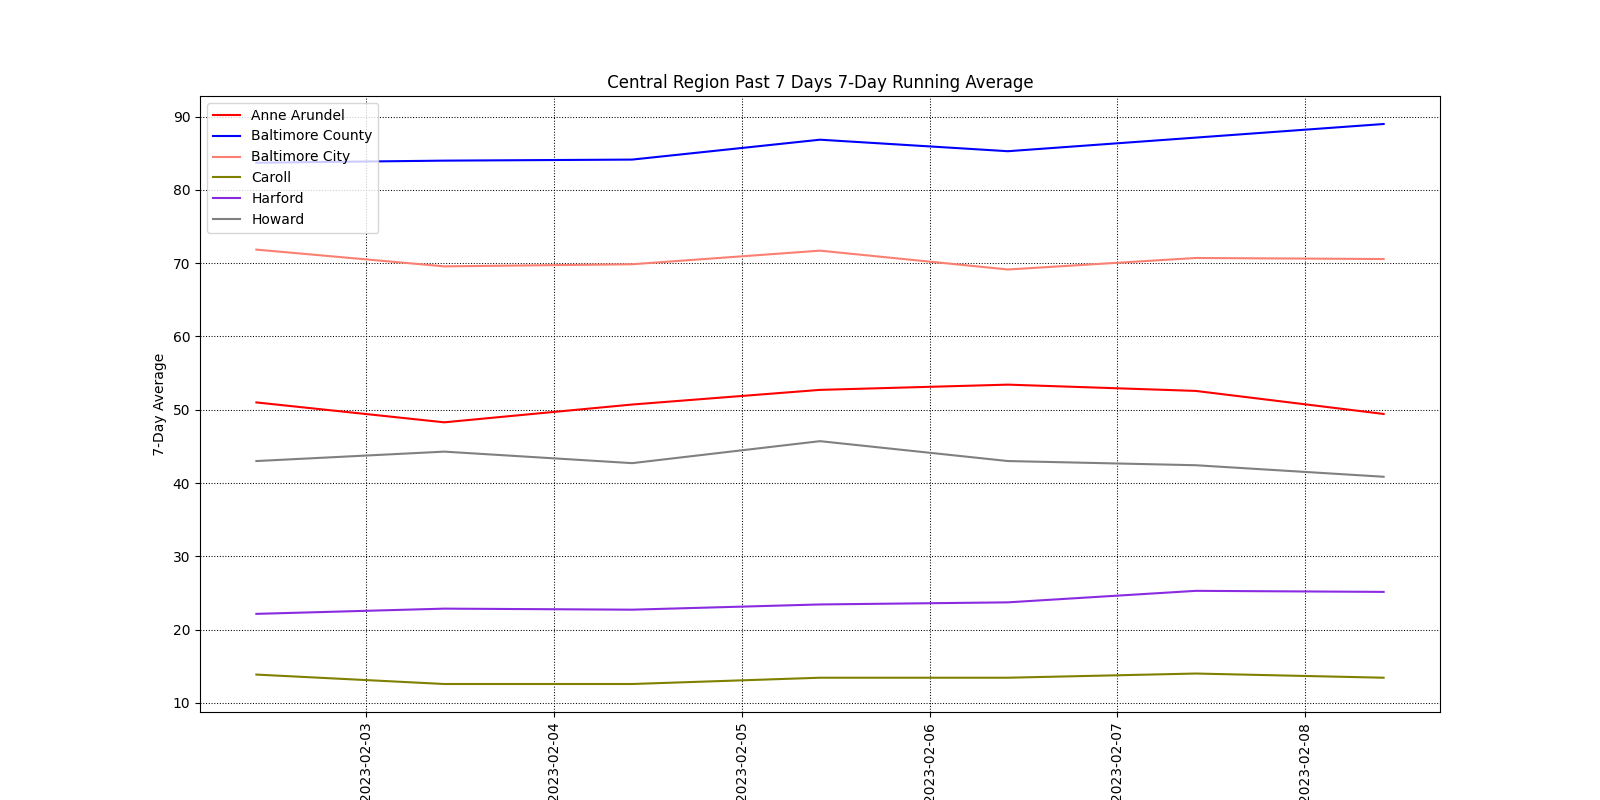 Central Region Past 7 Days 7-Day Running Average
7-Day Average
90
80
70
60
50
40
30
20
10
Anne Arundel
Baltimore County
Baltimore City
Caroll
Harford
Howard
2023-02-03
2023-02-04
2023-02-05
2023-02-06
2023-02-07
2023-02-08